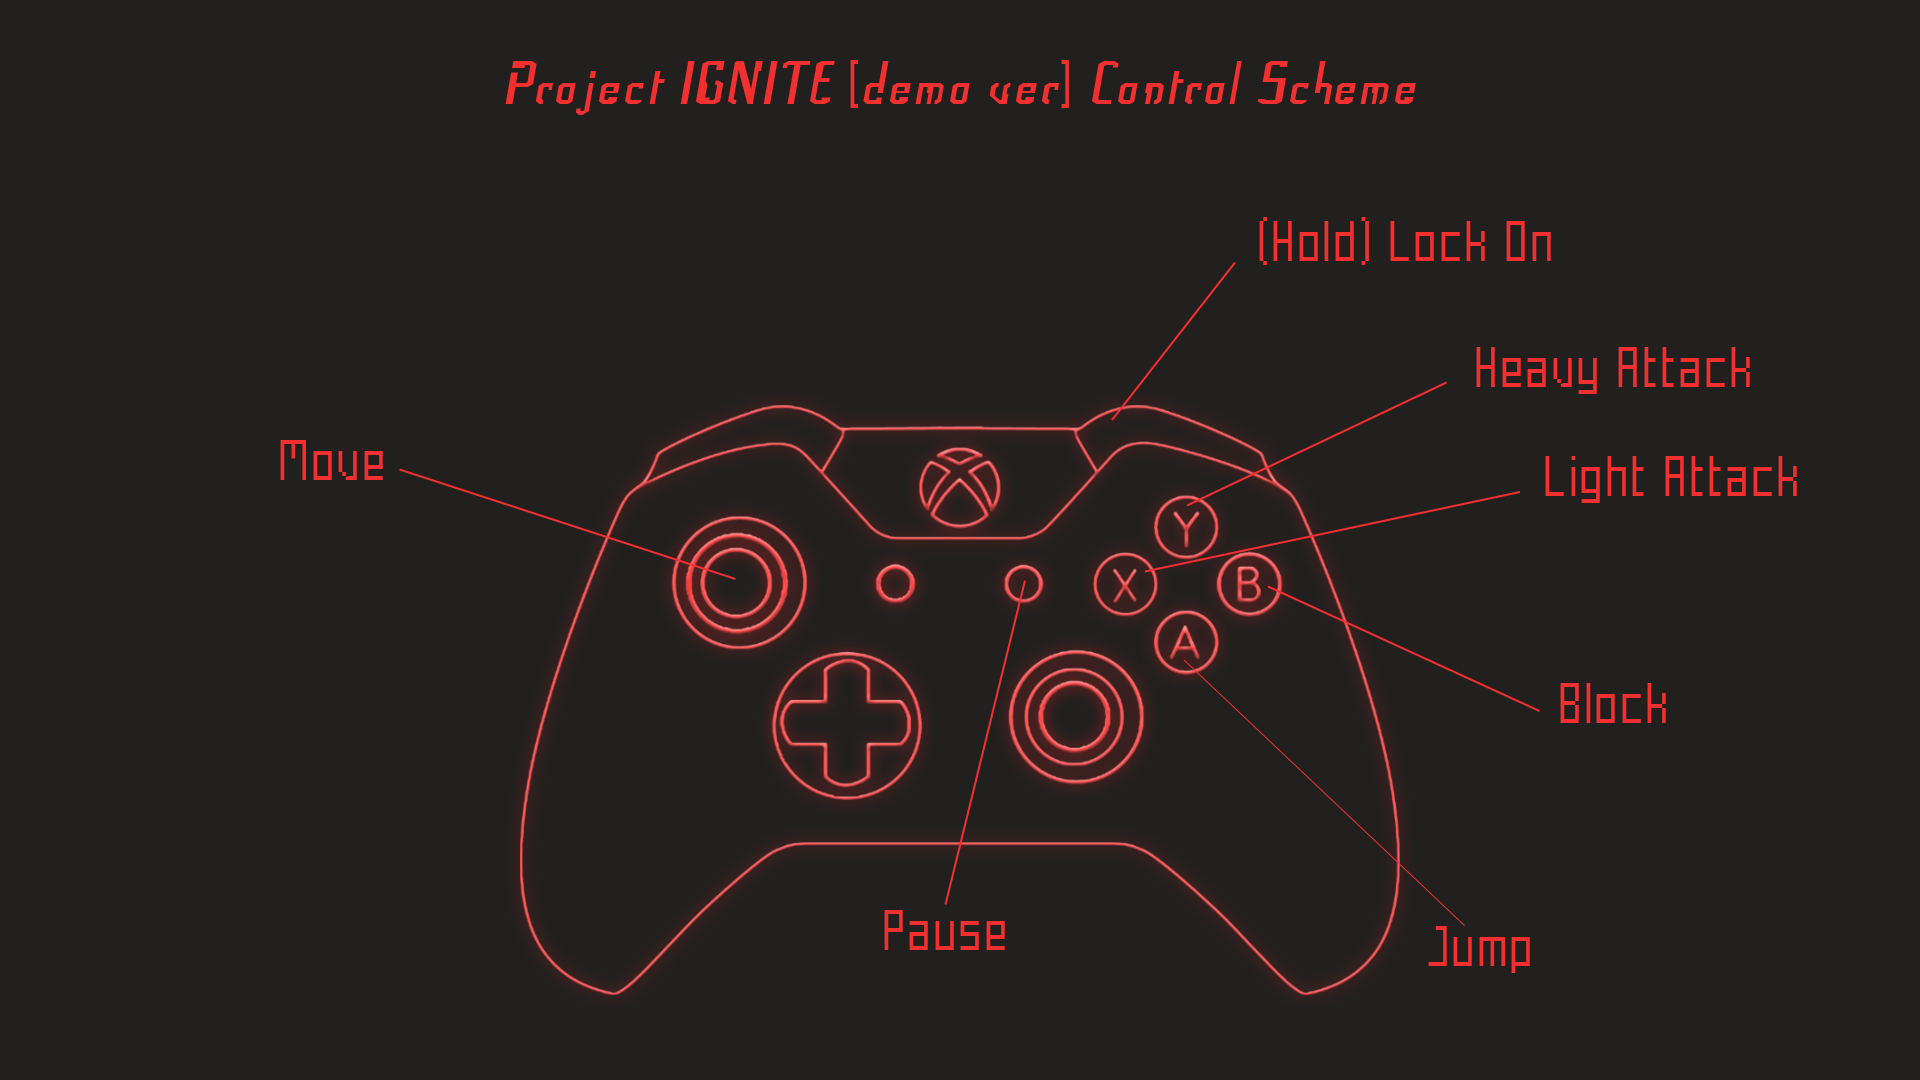 Project IGNITE [demo ver] Control Scheme
(Hold) Lock On
Heavy Attack
Move
Light Attack
Y
X
B
A
Block
Pause
Jump